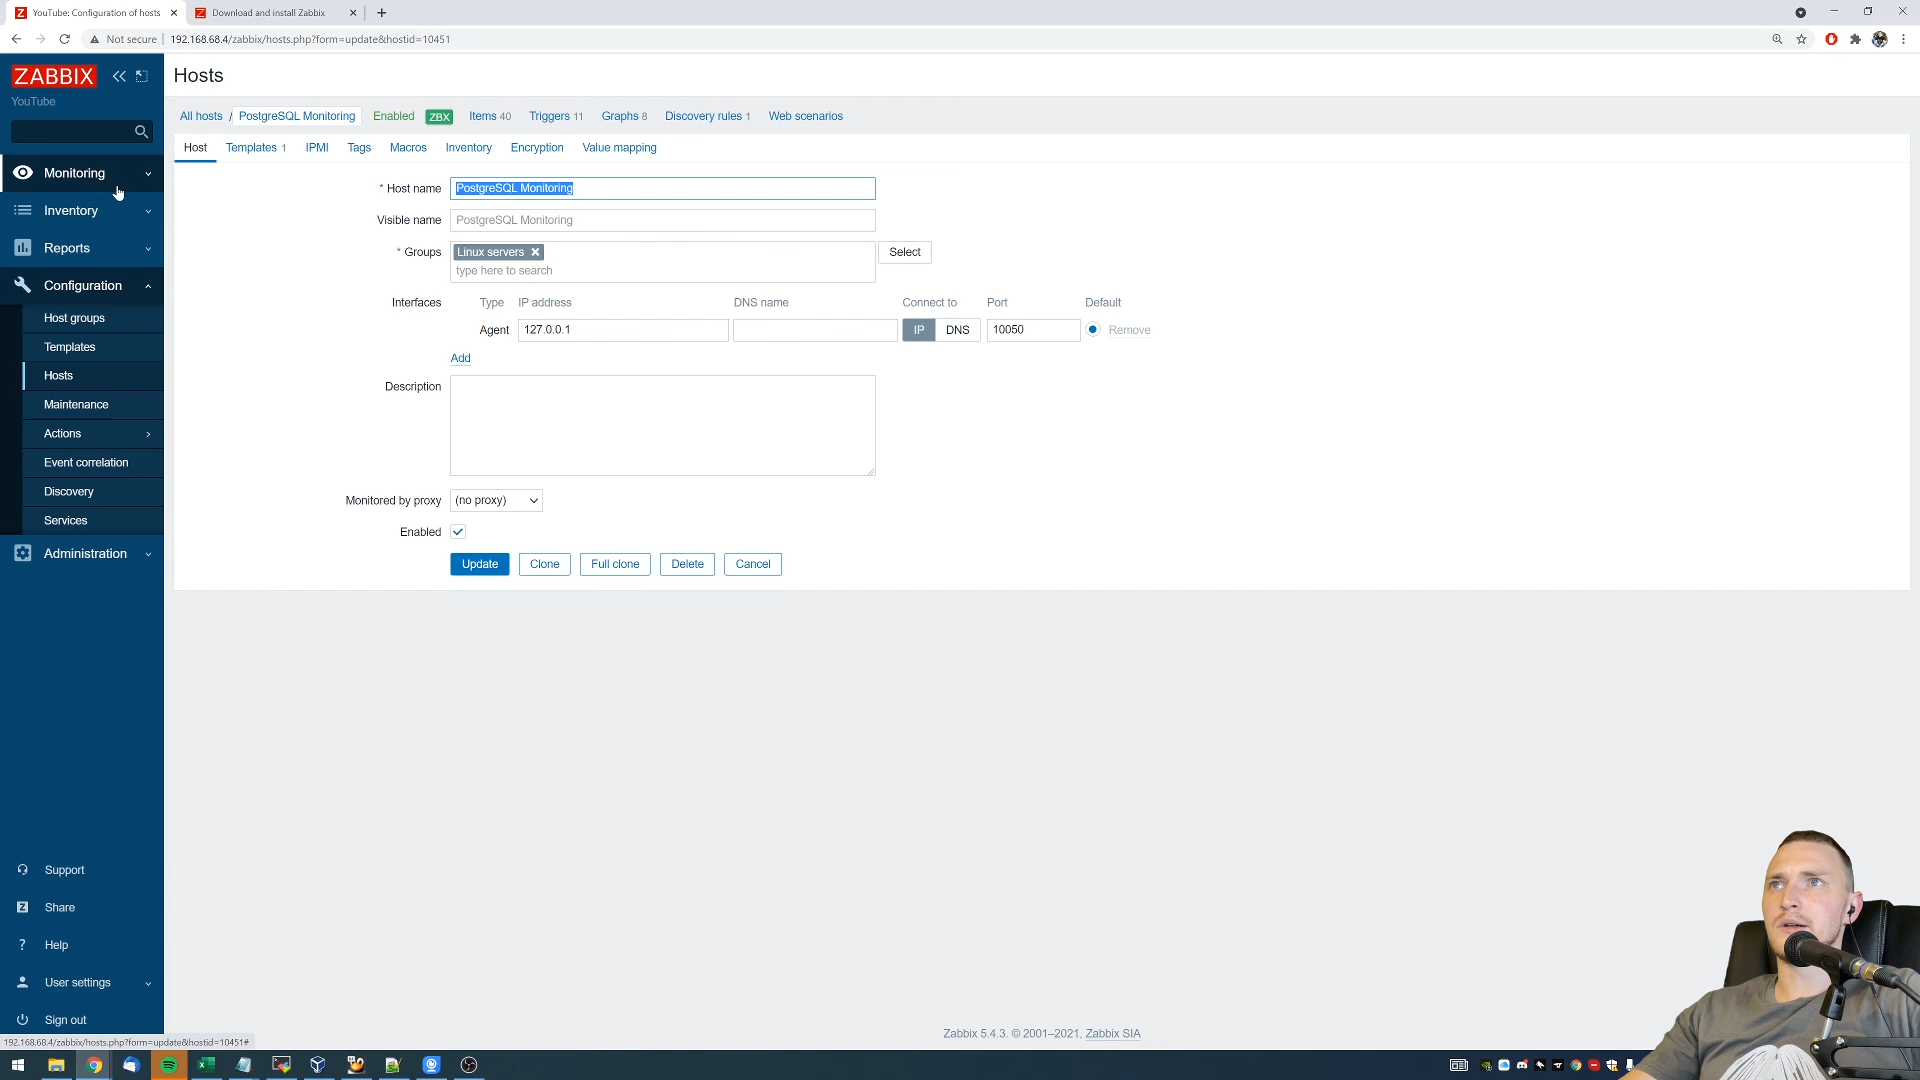 YouTube: Configuration of hosts
Download and install Zabbix
Not secure
192.168.68.4/zabbix/hosts.php?form=update&hostid=10451
ZABBIX
YouTube
Monitoring
Inventory
Reports
Configuration
Host groups
Templates
Hosts
Maintenance
Actions
Event correlation
Discovery
Services
Administration
Support
Share
Help
User settings
Sign out
Hosts
All hosts / PostgreSQL Monitoring Enabled ZBX Items 40 Triggers 11 Graphs 8 Discovery rules 1 Web scenarios
Host Templates 1 IPMI Tags Macros Inventory Encryption Value mapping
* Host name PostgreSQL Monitoring
Visible name PostgreSQL Monitoring
* Groups Linux servers Select
type here to search
Interfaces Type IP address DNS name Connect to Port Default
Agent 127.0.0.1 IP DNS 10050 Remove
Add
Description
Monitored by proxy (no proxy)
Enabled
Update Clone Full clone Delete Cancel
Zabbix 5.4.3. © 2001–2021, Zabbix SIA
192.168.68.4/zabbix/hosts.php?form=update&hostid=10451#